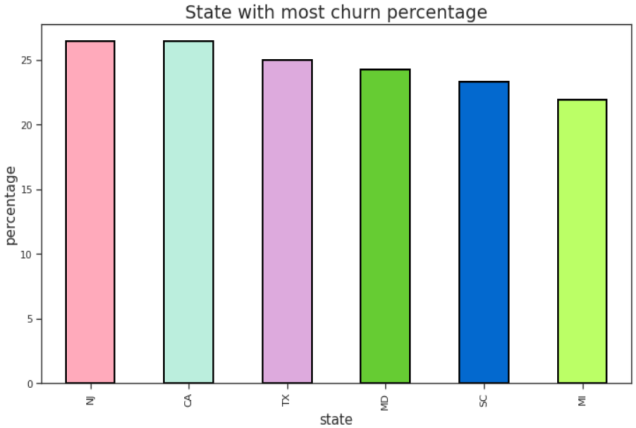 State with most churn percentage
25
20
15
10
5
0
percentage
NJ
CA
TX
MD
SC
MI
state